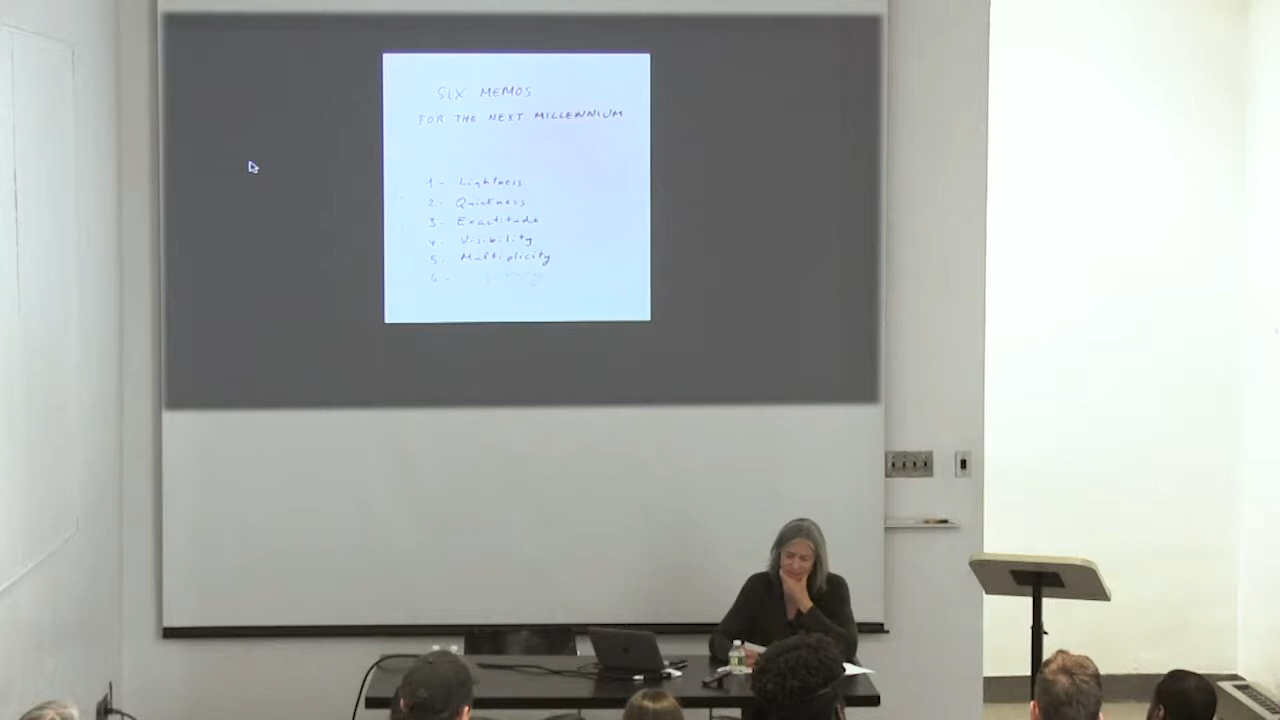 SIX MEMOS
FOR THE NEXT MILLENNIUM
1 - Lightness
2 - Quickness
3 - Exactitude
4 - Visibility
5 - Multiplicity
6 -